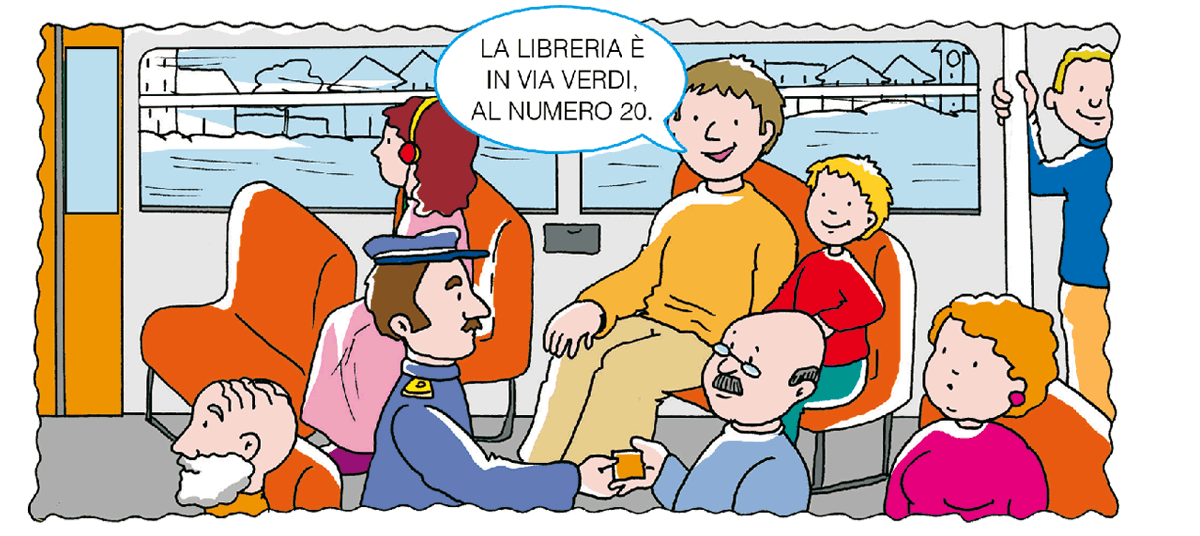 LA LIBRERIA È
IN VIA VERDI,
AL NUMERO 20.